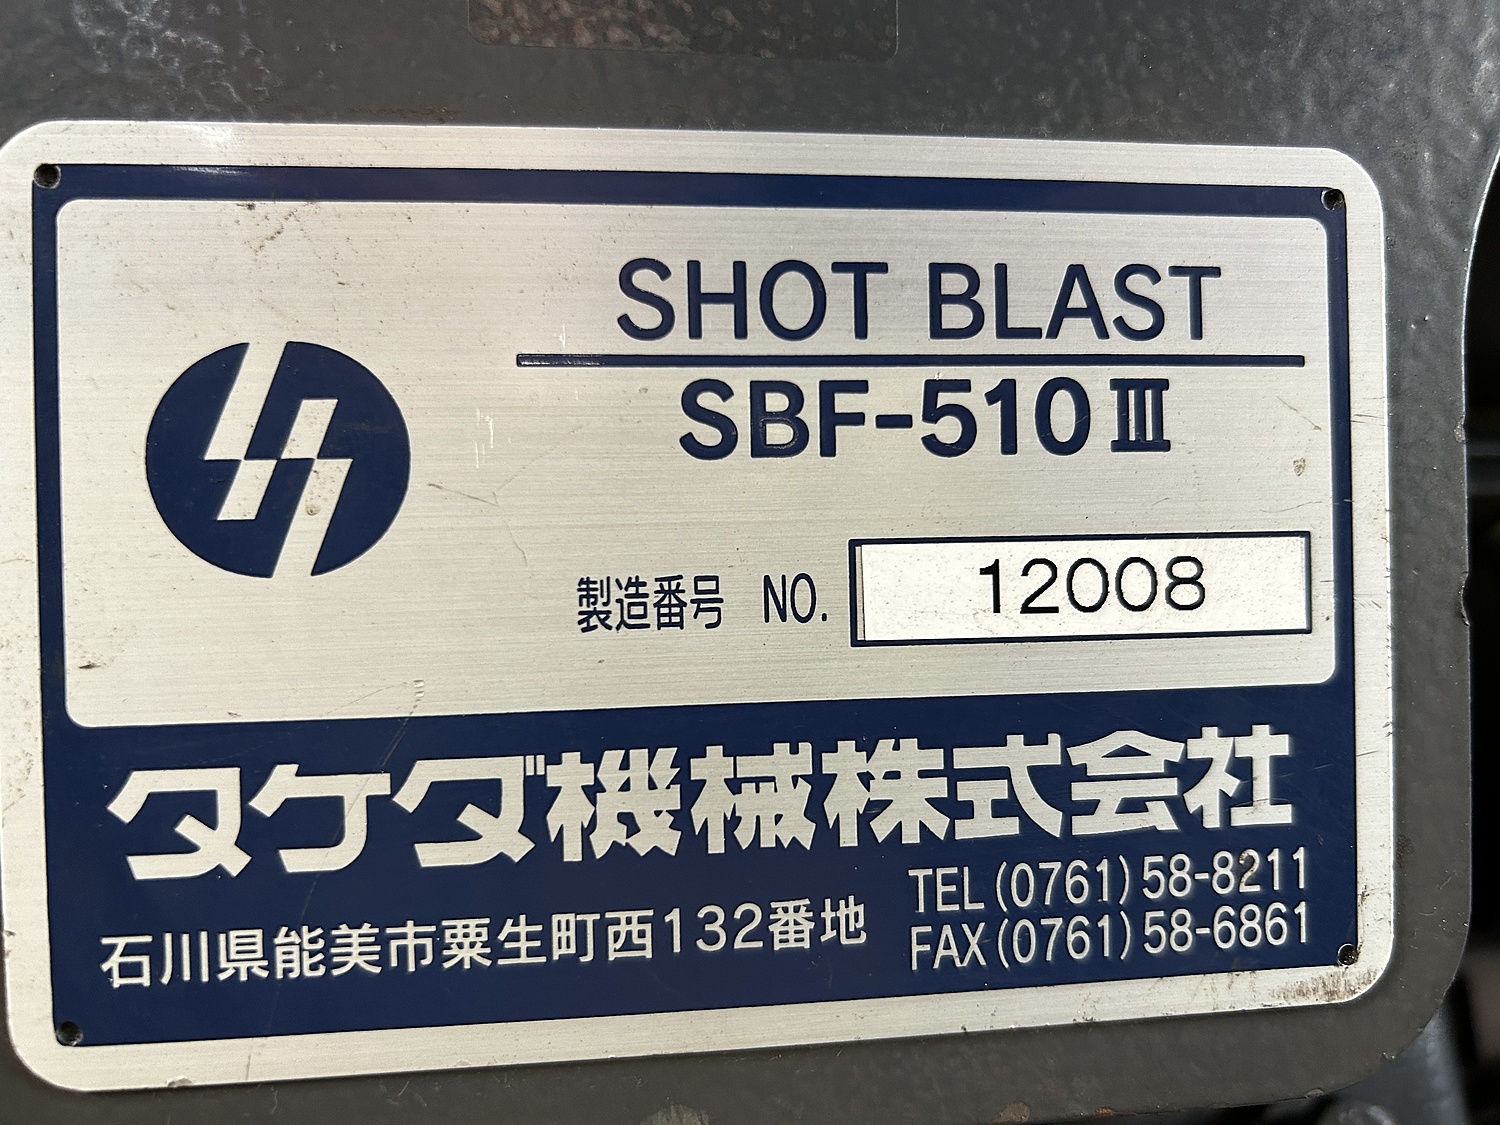 SHOT BLAST
SBF-510Ⅲ
製造番号 NO. 12008
タケダ機械株式会社
石川県能美市粟生町西132番地
TEL(0761)58-8211
FAX(0761)58-6861